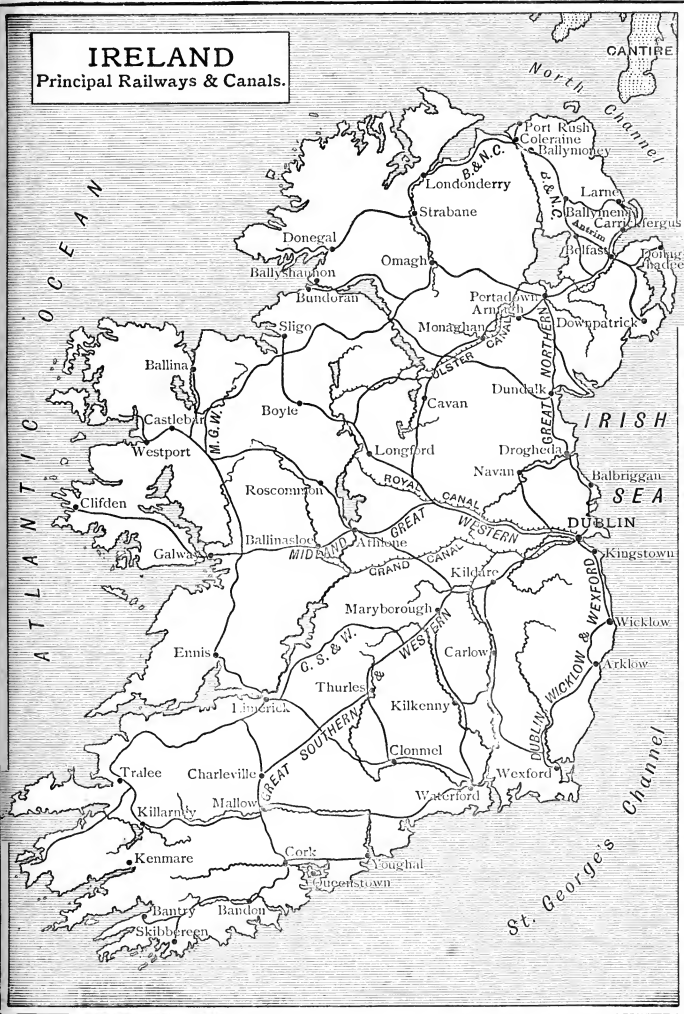 IRELAND
Principal Railways & Canals.
CANTIRE
North Channel
Port Rush
Coleraine
Ballymoney
B.& N.C.
Londonderry
B.& N.C.
Larne
Strabane
Ballymena
Carrickfergus
Antrim
Donegal
Belfast
Omagh
Ballyshannon
Bundoran
Pertadown
Armagh
Sligo
Monaghan
Downpatrick
ULSTER CANAL
Ballina
GREAT NORTHERN
Dundalk
Boyle
Cavan
Castlebar
M.G.W.
IRISH SEA
Westport
Longford
Drogheda
Navan
Balbriggan
Roscommon
ROYAL CANAL
Clifden
DUBLIN
Ballinasloe
Athlone
MIDLAND GREAT WESTERN
Galway
Kingstown
GRAND CANAL
Kildare
Maryborough
Wicklow
DUBLIN, WICKLOW & WEXFORD
Ennis
G. S. & W.
Carlow
Arklow
Thurles
Limerick
Kilkenny
GREAT SOUTHERN & WESTERN
Clonmel
Tralee
Charleville
Wexford
Mallow
Waterford
Killarney
Kenmare
Cork
Youghal
Queenstown
Bantry
Bandon
Skibbereen
St. George's Channel
ATLANTIC OCEAN